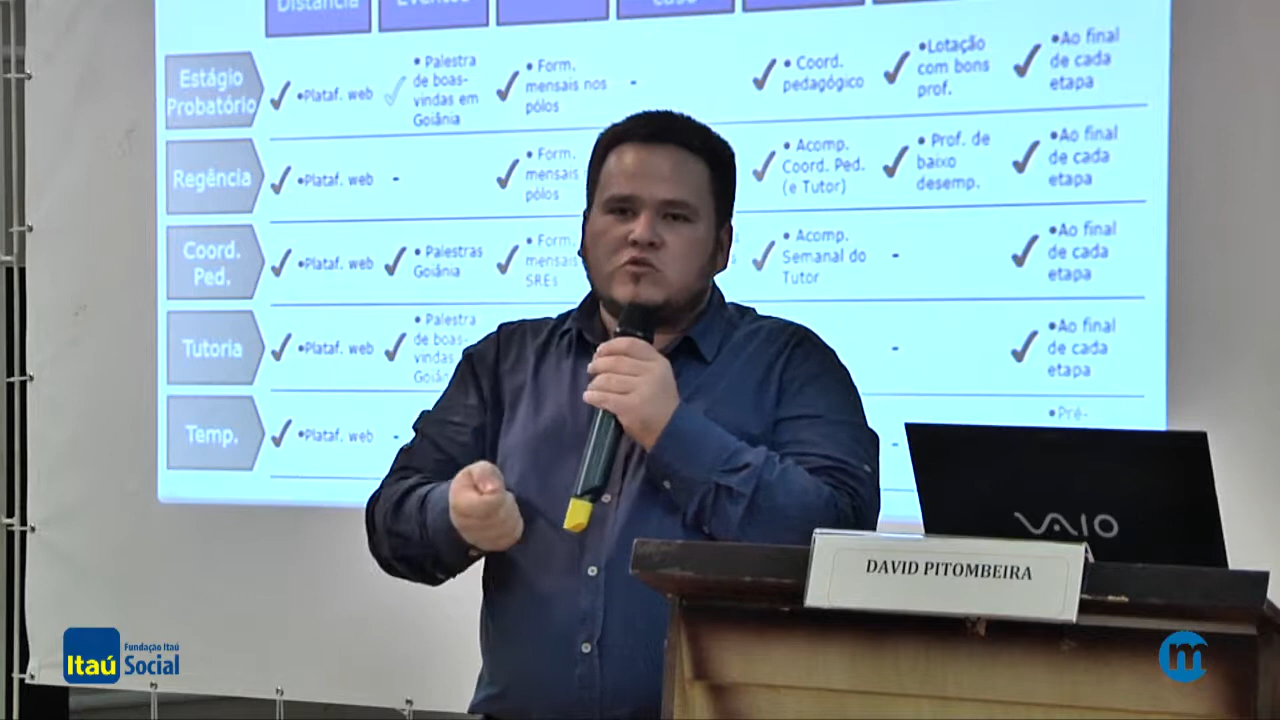 Distância
Eventos
caso
Estágio
Probatório
•Plataf. web
• Palestra
de boas-
vindas em
Goiânia
• Form.
mensais nos
pólos
-
• Coord.
pedagógico
•Lotação
com bons
prof.
•Ao final
de cada
etapa
Regência
•Plataf. web
-
• Form.
mensais
pólos
• Acomp.
Coord. Ped.
(e Tutor)
• Prof. de
baixo
desemp.
•Ao final
de cada
etapa
Coord.
Ped.
•Plataf. web
• Palestras
Goiânia
• Form.
mensais
SREs
• Acomp.
Semanal do
Tutor
-
•Ao final
de cada
etapa
Tutoria
•Plataf. web
• Palestra
de boas-
vindas
Goiân
-
•Ao final
de cada
etapa
Temp.
•Plataf. web
-
-
• Pré-
VAIO
DAVID PITOMBEIRA
Itaú
Fundação Itaú
Social
m